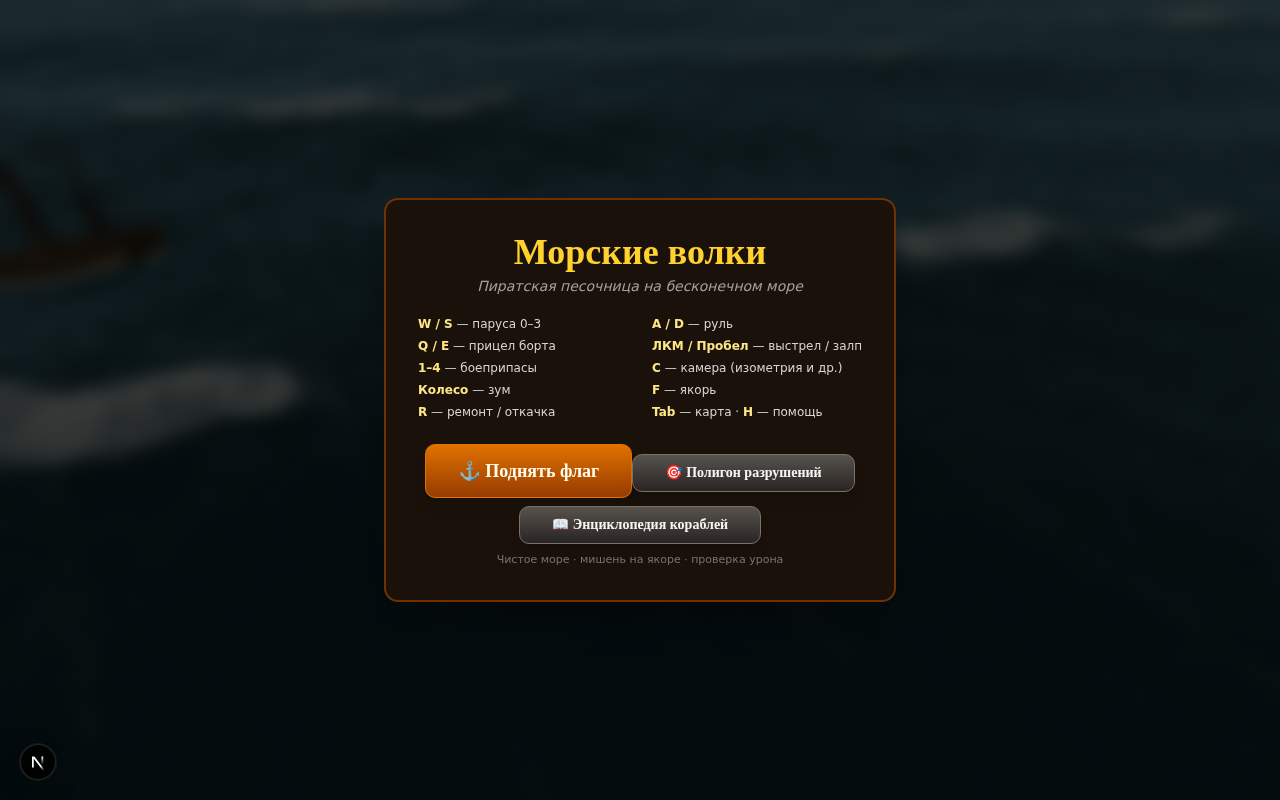 Морские волки
Пиратская песочница на бесконечном море
W / S — паруса 0–3
A / D — руль
Q / E — прицел борта
ЛКМ / Пробел — выстрел / залп
1–4 — боеприпасы
C — камера (изометрия и др.)
Колесо — зум
F — якорь
R — ремонт / откачка
Tab — карта · H — помощь
⚓ Поднять флаг
🎯 Полигон разрушений
📖 Энциклопедия кораблей
Чистое море · мишень на якоре · проверка урона
N